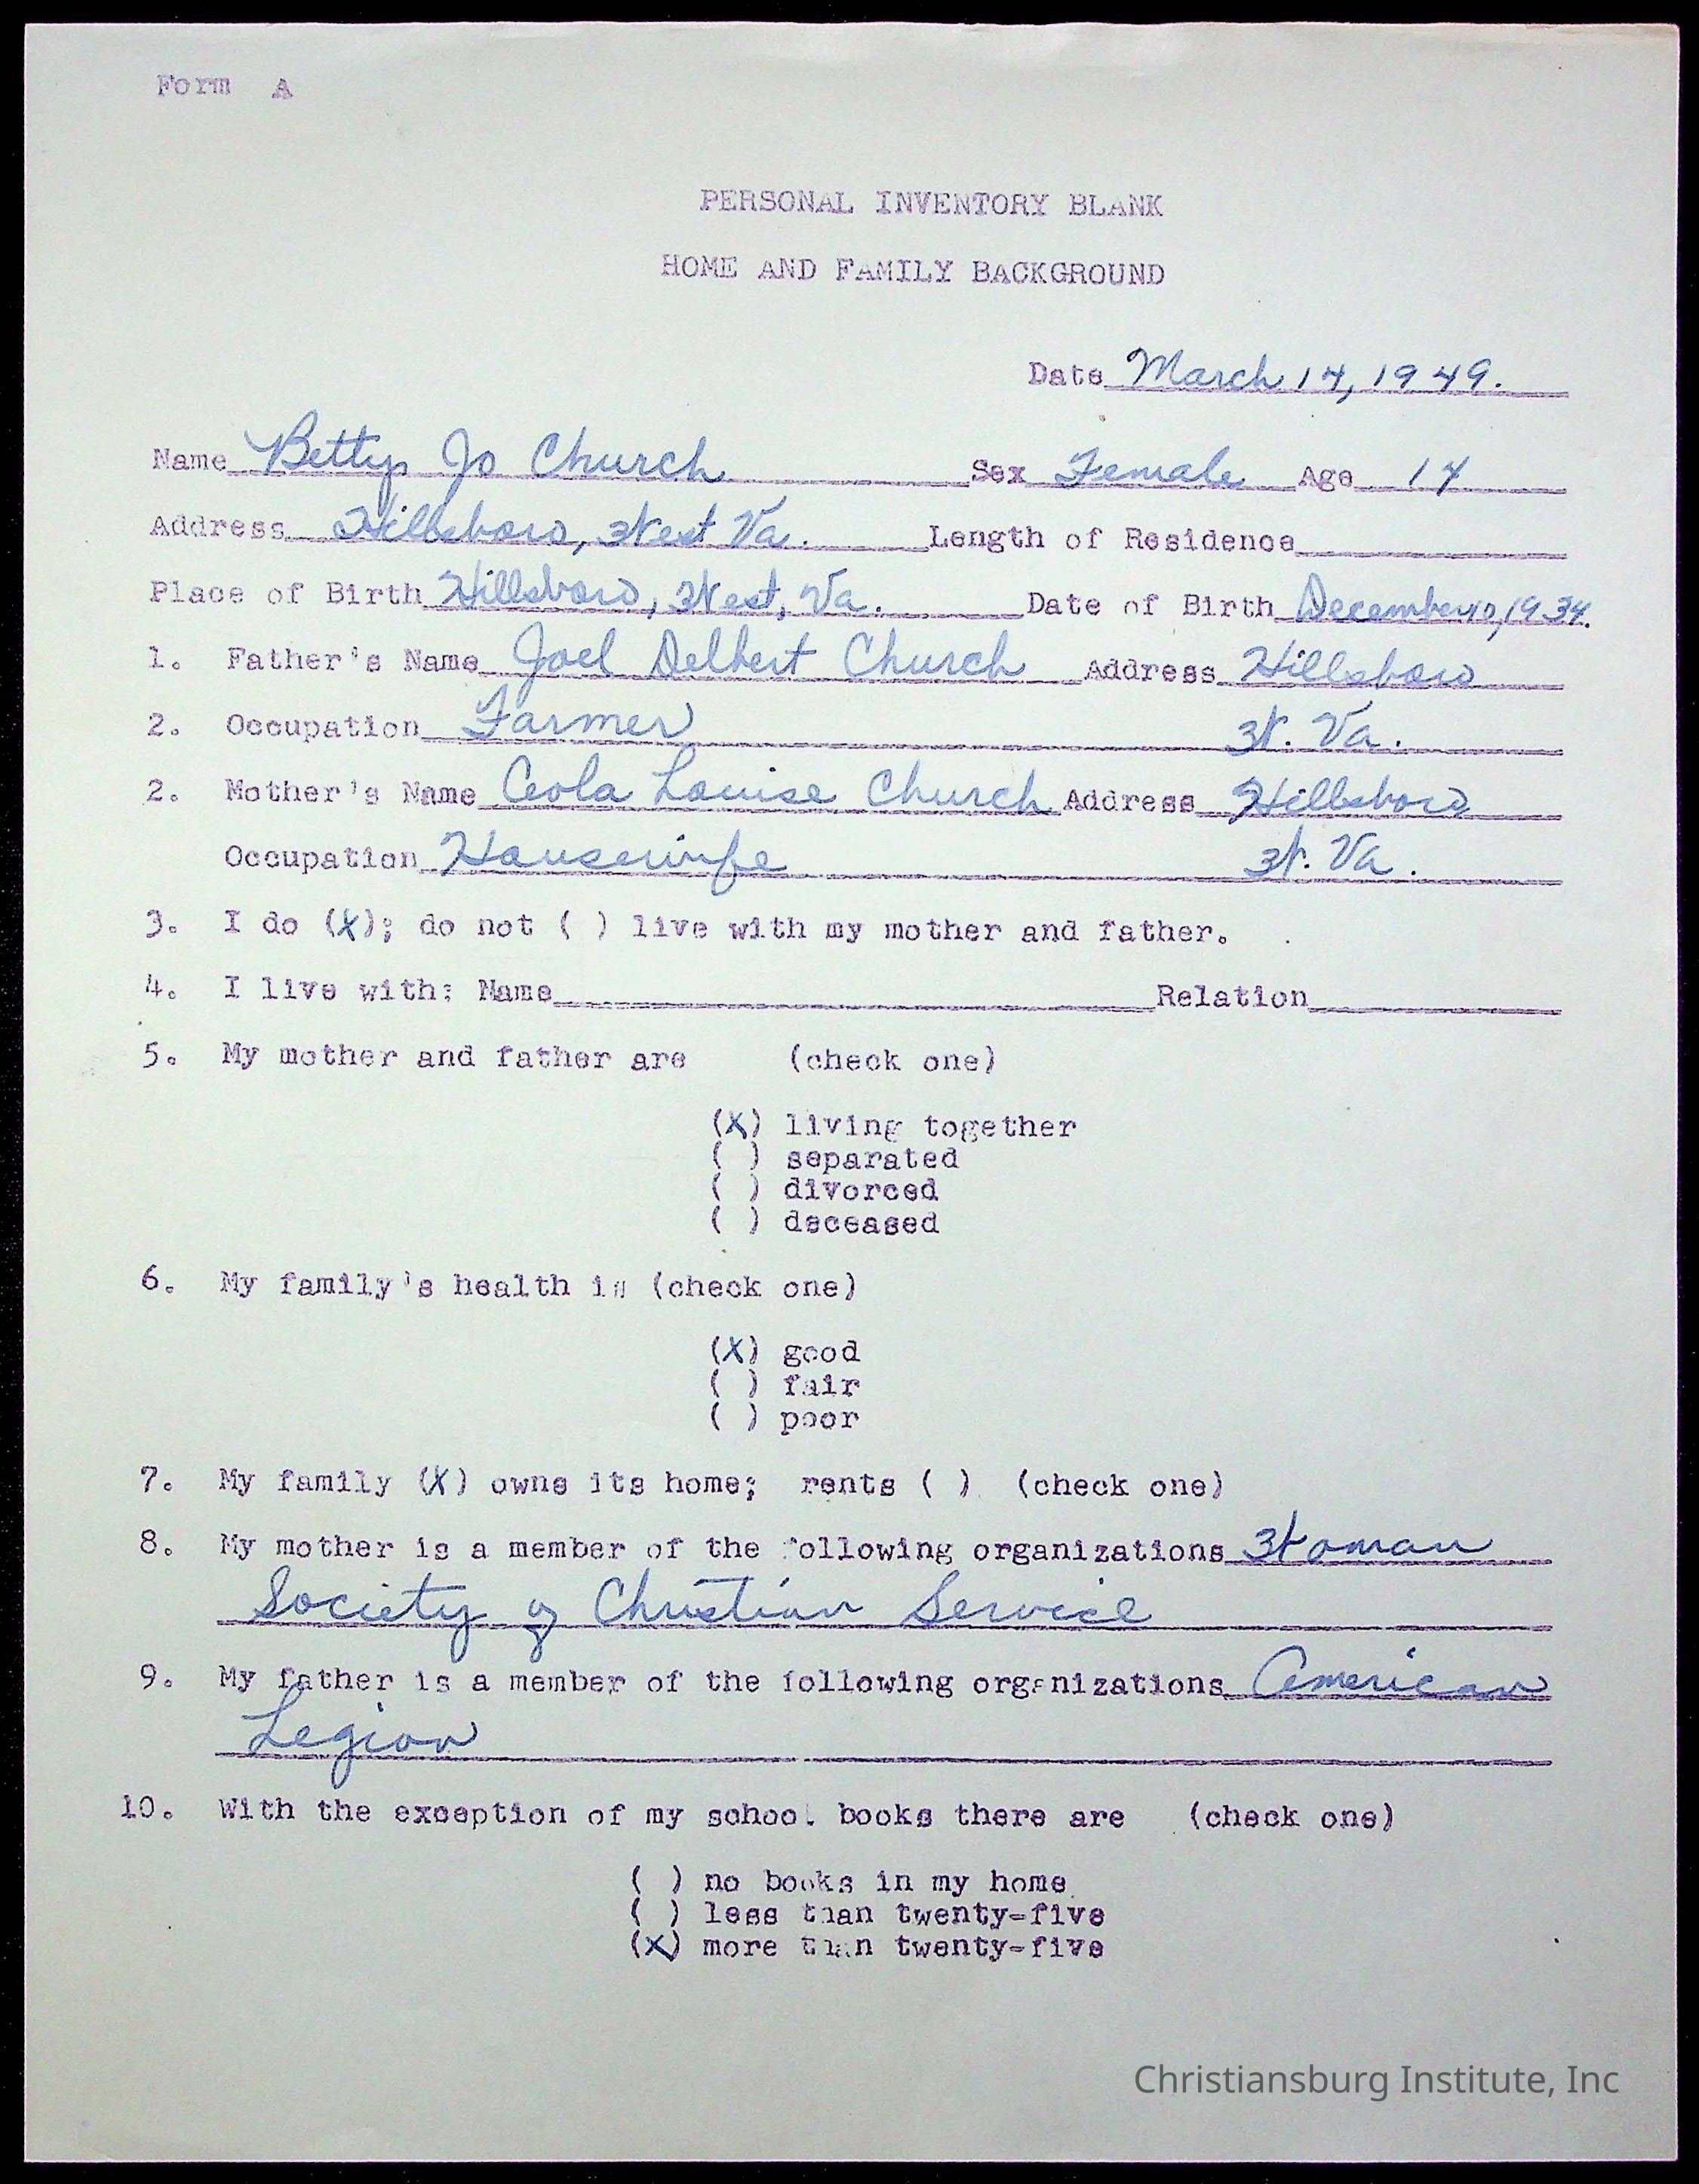 Form A
PERSONAL INVENTORY BLANK
HOME AND FAMILY BACKGROUND
Date March 14, 1949.
Name Betty Jo Church Sex Female Age 14
Address Hillsboro, West Va. Length of Residence
Place of Birth Hillsboro, West, Va. Date of Birth December 10, 1934.
1. Father's Name Joel Delbert Church Address Hillsboro
2. Occupation Farmer W. Va.
2. Mother's Name Ceola Louise Church Address Hillsboro
Occupation Housewife W. Va.
3. I do (X); do not ( ) live with my mother and father.
4. I live with: Name Relation
5. My mother and father are (check one)
(X) living together
( ) separated
( ) divorced
( ) deceased
6. My family's health is (check one)
(X) good
( ) fair
( ) poor
7. My family (X) owns its home; rents ( ) (check one)
8. My mother is a member of the following organizations Woman
Society of Christian Service
9. My father is a member of the following organizations American
Legion
10. With the exception of my school books there are (check one)
( ) no books in my home
( ) less than twenty-five
(X) more than twenty-five
Christiansburg Institute, Inc